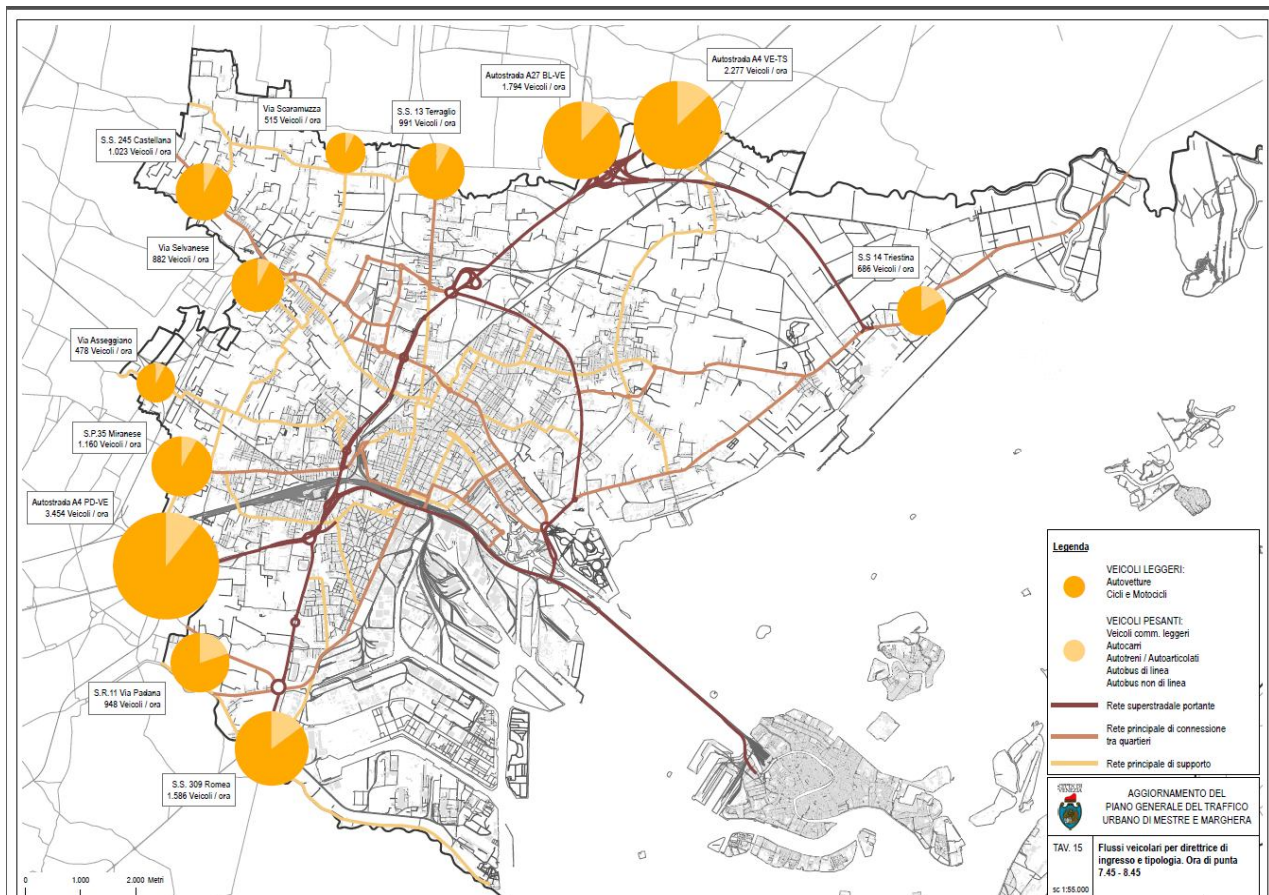 Autostrada A4 VE-TS
2.277 Veicoli / ora
Autostrada A27 BL-VE
1.794 Veicoli / ora
Via Scaramuzza
515 Veicoli / ora
S.S. 13 Terraglio
991 Veicoli / ora
S.S. 245 Castellana
1.023 Veicoli / ora
Via Selvanese
882 Veicoli / ora
S.S 14 Triestina
686 Veicoli / ora
Via Asseggiano
478 Veicoli / ora
S.P.35 Miranese
1.160 Veicoli / ora
Autostrada A4 PD-VE
3.454 Veicoli / ora
S.R.11 Via Padana
948 Veicoli / ora
S.S. 309 Romea
1.586 Veicoli / ora
0 1.000 2.000 Metri
Legenda
VEICOLI LEGGERI:
Autovetture
Cicli e Motocicli
VEICOLI PESANTI:
Veicoli comm. leggeri
Autocarri
Autotreni / Autoarticolati
Autobus di linea
Autobus non di linea
Rete superstradale portante
Rete principale di connessione
tra quartieri
Rete principale di supporto
CITTA' DI
VENEZIA
AGGIORNAMENTO DEL
PIANO GENERALE DEL TRAFFICO
URBANO DI MESTRE E MARGHERA
TAV. 15
sc 1:55.000
Flussi veicolari per direttrice di
ingresso e tipologia. Ora di punta
7.45 - 8.45